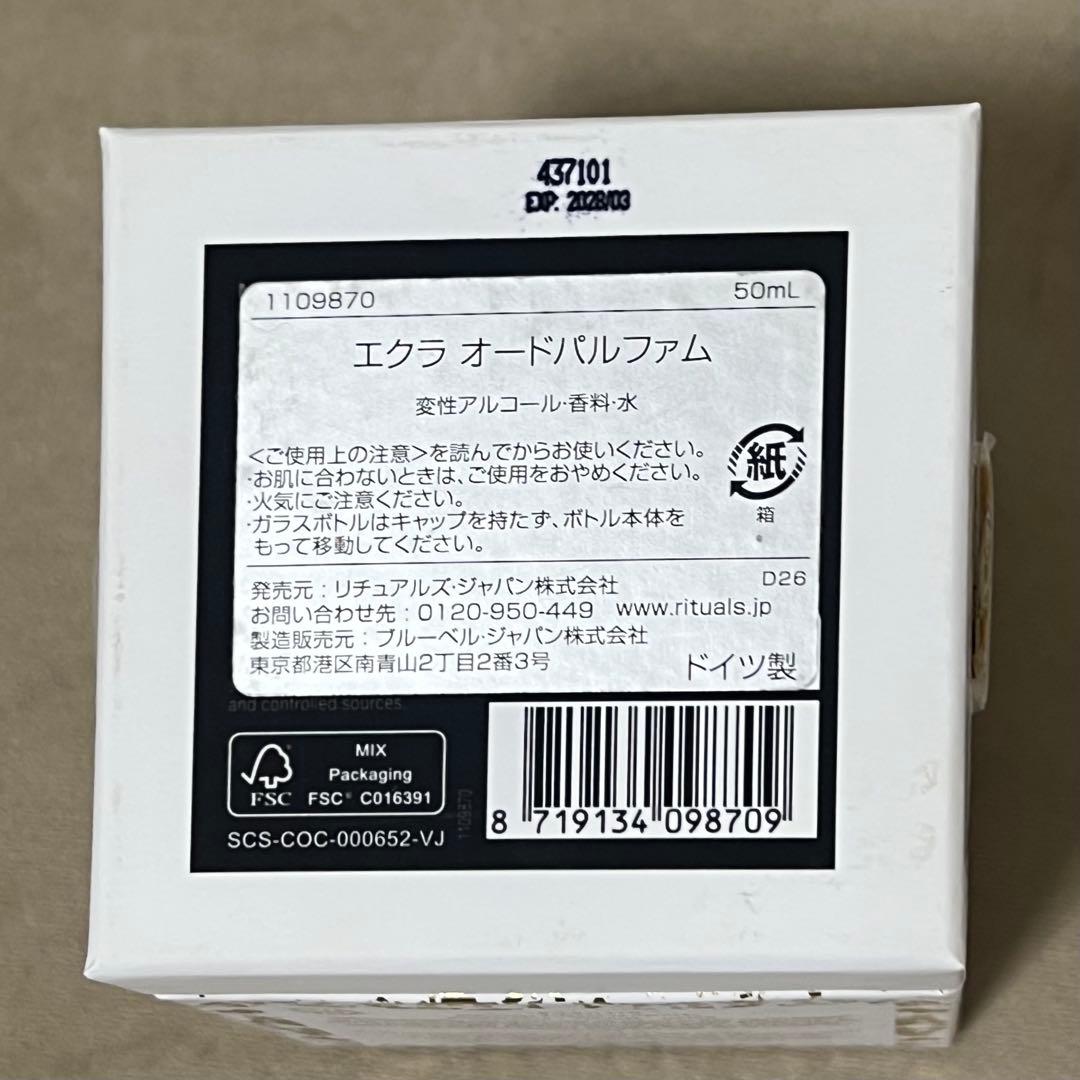 437101
EXP. 2028/03
1109870
50mL
エクラ オードパルファム
変性アルコール·香料·水
<ご使用上の注意>を読んでからお使いください。
·お肌に合わないときは、ご使用をおやめください。
·火気にご注意ください。
·ガラスボトルはキャップを持たず、ボトル本体を
もって移動してください。
紙
箱
発売元：リチュアルズ·ジャパン株式会社
D26
お問い合わせ先：0120-950-449 www.rituals.jp
製造販売元：ブルーベル·ジャパン株式会社
東京都港区南青山2丁目2番3号
ドイツ製
and controlled sources.
MIX
Packaging
FSC FSC® C016391
SCS-COC-000652-VJ
1109870
8 719134 098709